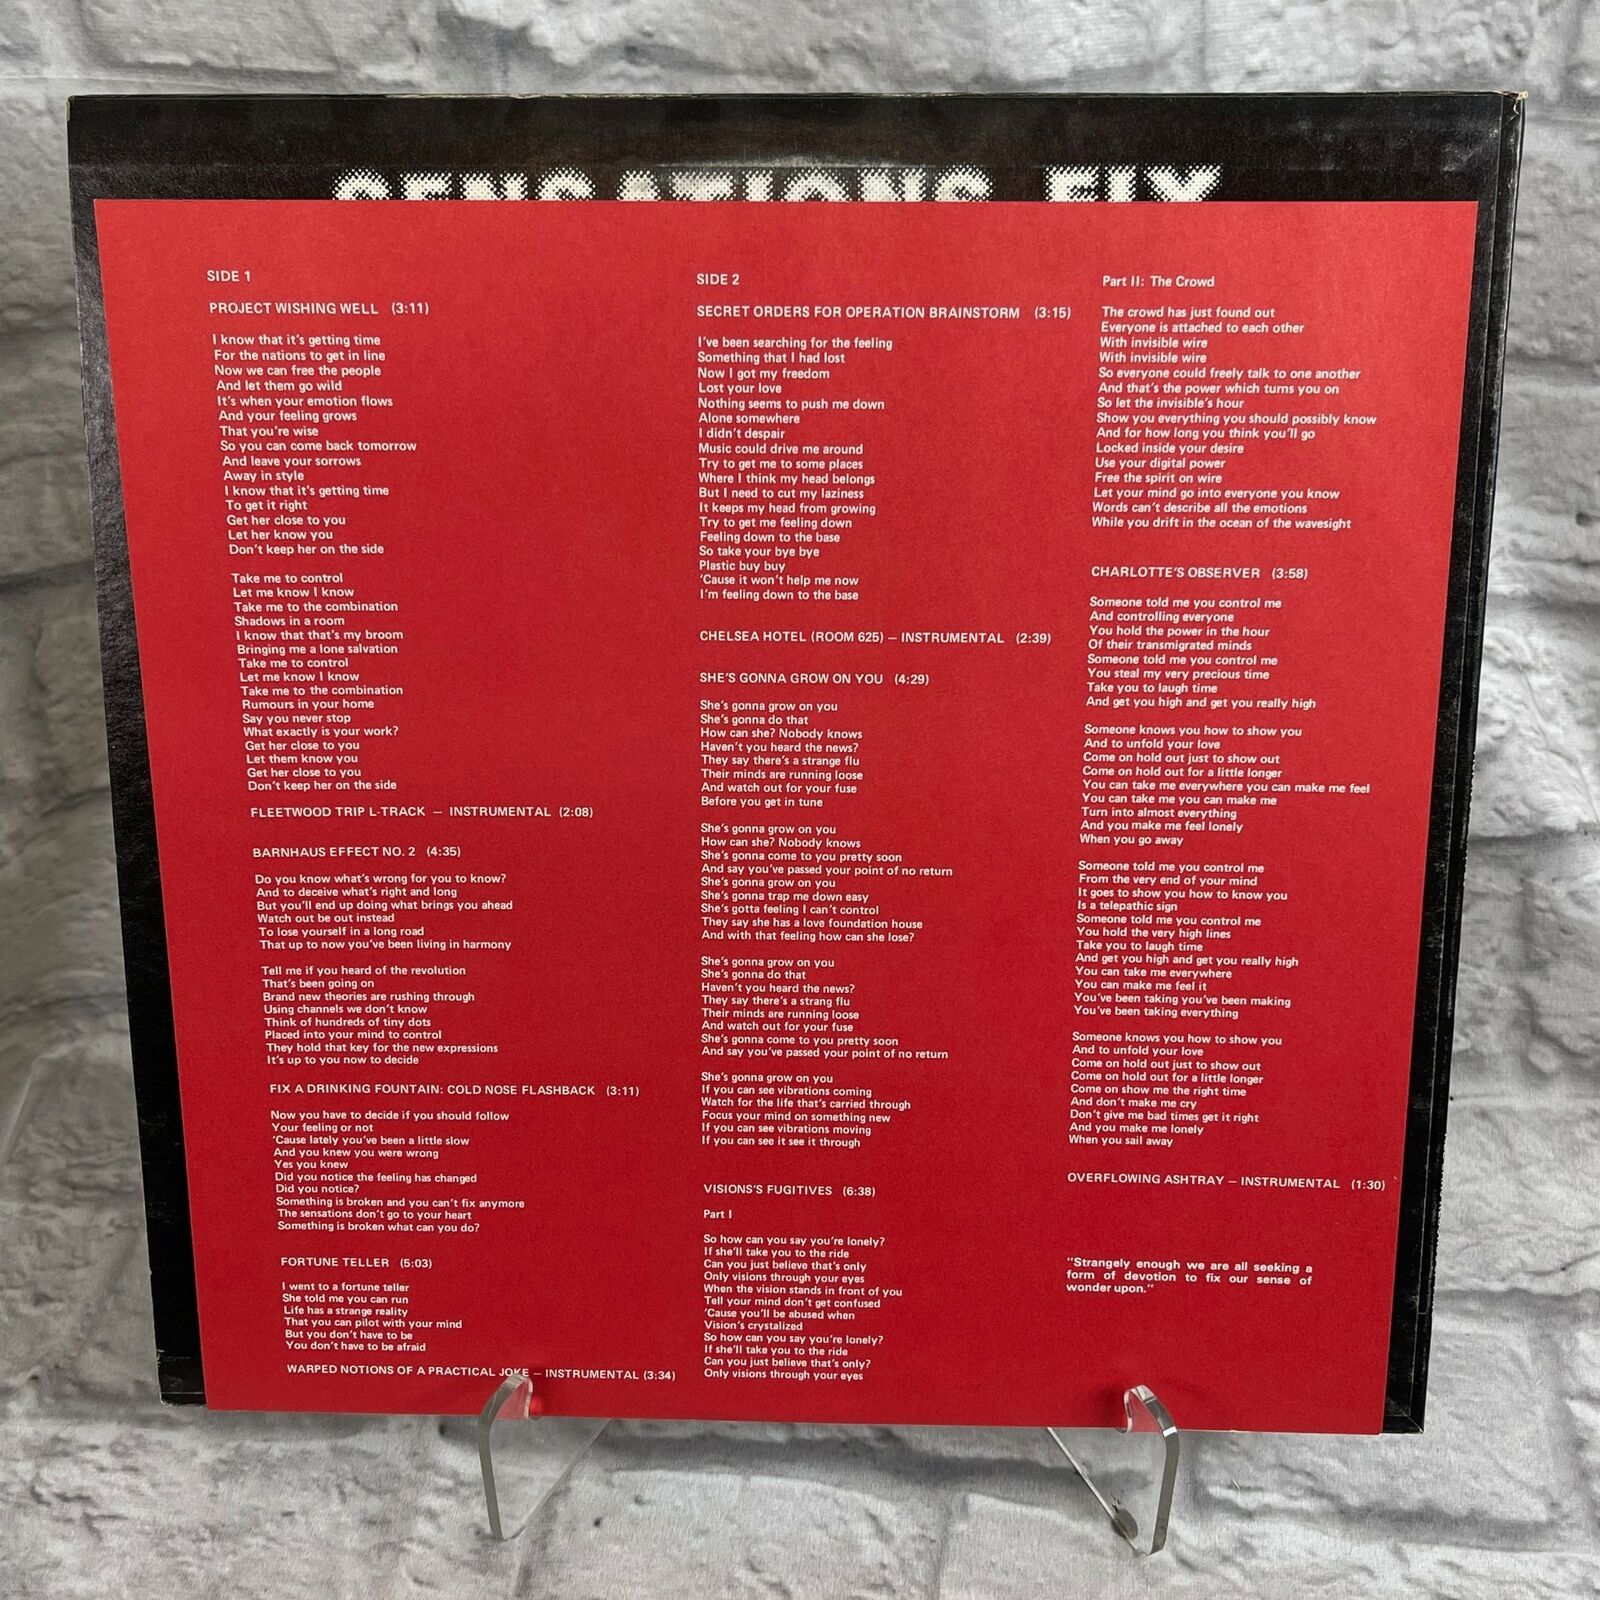 SENSATIONS FIX
SIDE 1
PROJECT WISHING WELL (3:11)
I know that it's getting time
For the nations to get in line
Now we can free the people
And let them go wild
It's when your emotion flows
And your feeling grows
That you're wise
So you can come back tomorrow
And leave your sorrows
Away in style
I know that it's getting time
To get it right
Get her close to you
Let her know you
Don't keep her on the side
Take me to control
Let me know I know
Take me to the combination
Shadows in a room
I know that that's my broom
Bringing me a lone salvation
Take me to control
Let me know I know
Take me to the combination
Rumours in your home
Say you never stop
What exactly is your work?
Get her close to you
Let them know you
Get her close to you
Don't keep her on the side
FLEETWOOD TRIP L-TRACK — INSTRUMENTAL (2:08)
BARNHAUS EFFECT NO. 2 (4:35)
Do you know what's wrong for you to know?
And to deceive what's right and long
But you'll end up doing what brings you ahead
Watch out be out instead
To lose yourself in a long road
That up to now you've been living in harmony
Tell me if you heard of the revolution
That's been going on
Brand new theories are rushing through
Using channels we don't know
Think of hundreds of tiny dots
Placed into your mind to control
They hold that key for the new expressions
It's up to you now to decide
FIX A DRINKING FOUNTAIN: COLD NOSE FLASHBACK (3:11)
Now you have to decide if you should follow
Your feeling or not
'Cause lately you've been a little slow
And you knew you were wrong
Yes you knew
Did you notice the feeling has changed
Did you notice?
Something is broken and you can't fix anymore
The sensations don't go to your heart
Something is broken what can you do?
FORTUNE TELLER (5:03)
I went to a fortune teller
She told me you can run
Life has a strange reality
That you can pilot with your mind
But you don't have to be
You don't have to be afraid
WARPED NOTIONS OF A PRACTICAL JOKE — INSTRUMENTAL (3:34)
SIDE 2
SECRET ORDERS FOR OPERATION BRAINSTORM (3:15)
I've been searching for the feeling
Something that I had lost
Now I got my freedom
Lost your love
Nothing seems to push me down
Alone somewhere
I didn't despair
Music could drive me around
Try to get me to some places
Where I think my head belongs
But I need to cut my laziness
It keeps my head from growing
Try to get me feeling down
Feeling down to the base
So take your bye bye
Plastic buy buy
'Cause it won't help me now
I'm feeling down to the base
CHELSEA HOTEL (ROOM 625) — INSTRUMENTAL (2:39)
SHE'S GONNA GROW ON YOU (4:29)
She's gonna grow on you
She's gonna do that
How can she? Nobody knows
Haven't you heard the news?
They say there's a strange flu
Their minds are running loose
And watch out for your fuse
Before you get in tune
She's gonna grow on you
How can she? Nobody knows
She's gonna come to you pretty soon
And say you've passed your point of no return
She's gonna grow on you
She's gonna trap me down easy
She's gotta feeling I can't control
They say she has a love foundation house
And with that feeling how can she lose?
She's gonna grow on you
She's gonna do that
Haven't you heard the news?
They say there's a strang flu
Their minds are running loose
And watch out for your fuse
She's gonna come to you pretty soon
And say you've passed your point of no return
She's gonna grow on you
If you can see vibrations coming
Watch for the life that's carried through
Focus your mind on something new
If you can see vibrations moving
If you can see it see it through
VISIONS'S FUGITIVES (6:38)
Part I
So how can you say you're lonely?
If she'll take you to the ride
Can you just believe that's only
Only visions through your eyes
When the vision stands in front of you
Tell your mind don't get confused
'Cause you'll be abused when
Vision's crystalized
So how can you say you're lonely?
If she'll take you to the ride
Can you just believe that's only?
Only visions through your eyes
Part II: The Crowd
The crowd has just found out
Everyone is attached to each other
With invisible wire
With invisible wire
So everyone could freely talk to one another
And that's the power which turns you on
So let the invisible's hour
Show you everything you should possibly know
And for how long you think you'll go
Locked inside your desire
Use your digital power
Free the spirit on wire
Let your mind go into everyone you know
Words can't describe all the emotions
While you drift in the ocean of the wavesight
CHARLOTTE'S OBSERVER (3:58)
Someone told me you control me
And controlling everyone
You hold the power in the hour
Of their transmigrated minds
Someone told me you control me
You steal my very precious time
Take you to laugh time
And get you high and get you really high
Someone knows you how to show you
And to unfold your love
Come on hold out just to show out
Come on hold out for a little longer
You can take me everywhere you can make me feel
You can take me you can make me
Turn into almost everything
And you make me feel lonely
When you go away
Someone told me you control me
From the very end of your mind
It goes to show you how to know you
Is a telepathic sign
Someone told me you control me
You hold the very high lines
Take you to laugh time
And get you high and get you really high
You can take me everywhere
You can make me feel it
You've been taking you've been making
You've been taking everything
Someone knows you how to show you
And to unfold your love
Come on hold out just to show out
Come on hold out for a little longer
Come on show me the right time
And don't make me cry
Don't give me bad times get it right
And you make me lonely
When you sail away
OVERFLOWING ASHTRAY — INSTRUMENTAL (1:30)
"Strangely enough we are all seeking a
form of devotion to fix our sense of
wonder upon."